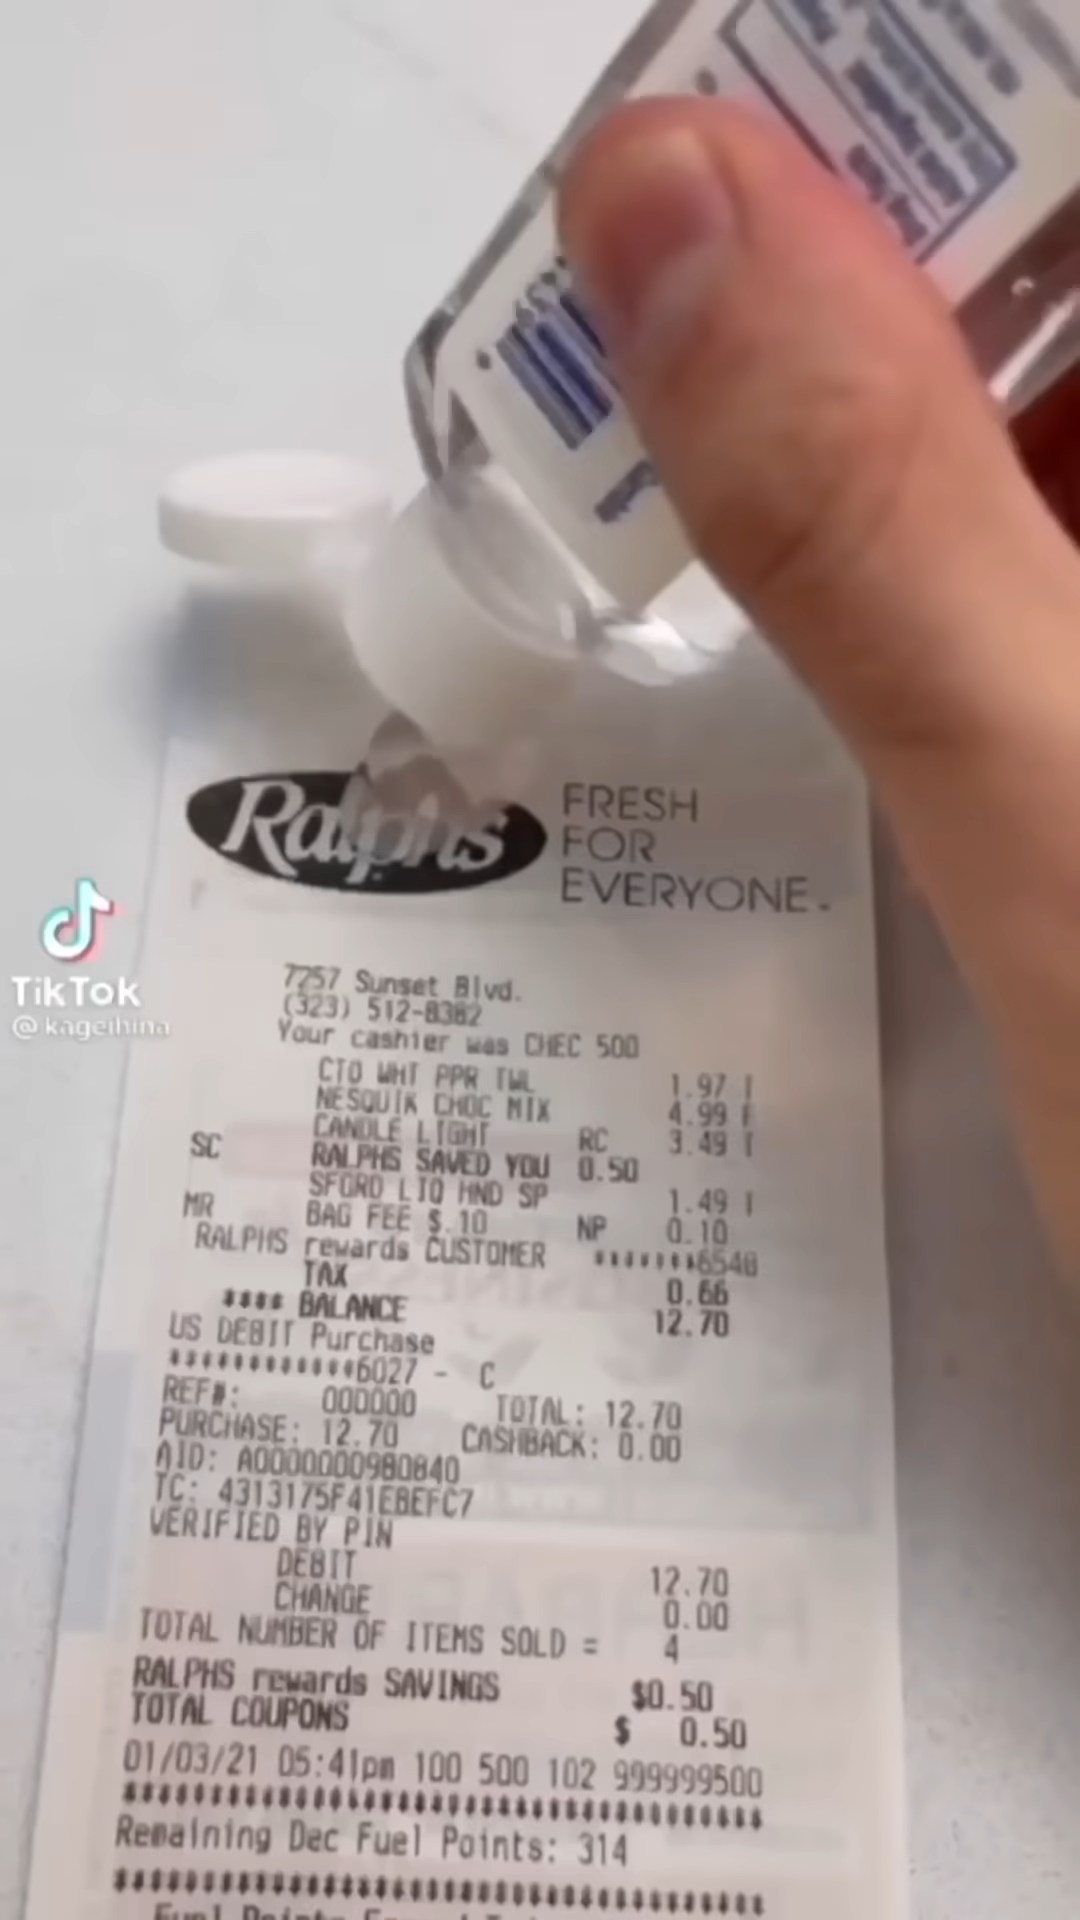 Ralphs
FRESH
FOR
EVERYONE.
TikTok
@kageihina
7257 Sunset Blvd.
(323) 512-8382
Your cashier was CHEC 500
CTO WHT PPR TWL 1.97 T
NESQUIK CHOC MIX 4.99 F
CANDLE LIGHT RC 3.49 T
SC RALPHS SAVED YOU 0.50
SFGRD LIQ HND SP 1.49 T
MR BAG FEE $.10 NP 0.10
RALPHS rewards CUSTOMER *******6548
TAX 0.66
**** BALANCE 12.70
US DEBIT Purchase
************6027 - C
REF#: 000000 TOTAL: 12.70
PURCHASE: 12.70 CASHBACK: 0.00
AID: A0000000980840
TC: 4313175F41EBEFC7
VERIFIED BY PIN
DEBIT 12.70
CHANGE 0.00
TOTAL NUMBER OF ITEMS SOLD = 4
RALPHS rewards SAVINGS $0.50
TOTAL COUPONS $ 0.50
01/03/21 05:41pm 100 500 102 999999500
Remaining Dec Fuel Points: 314